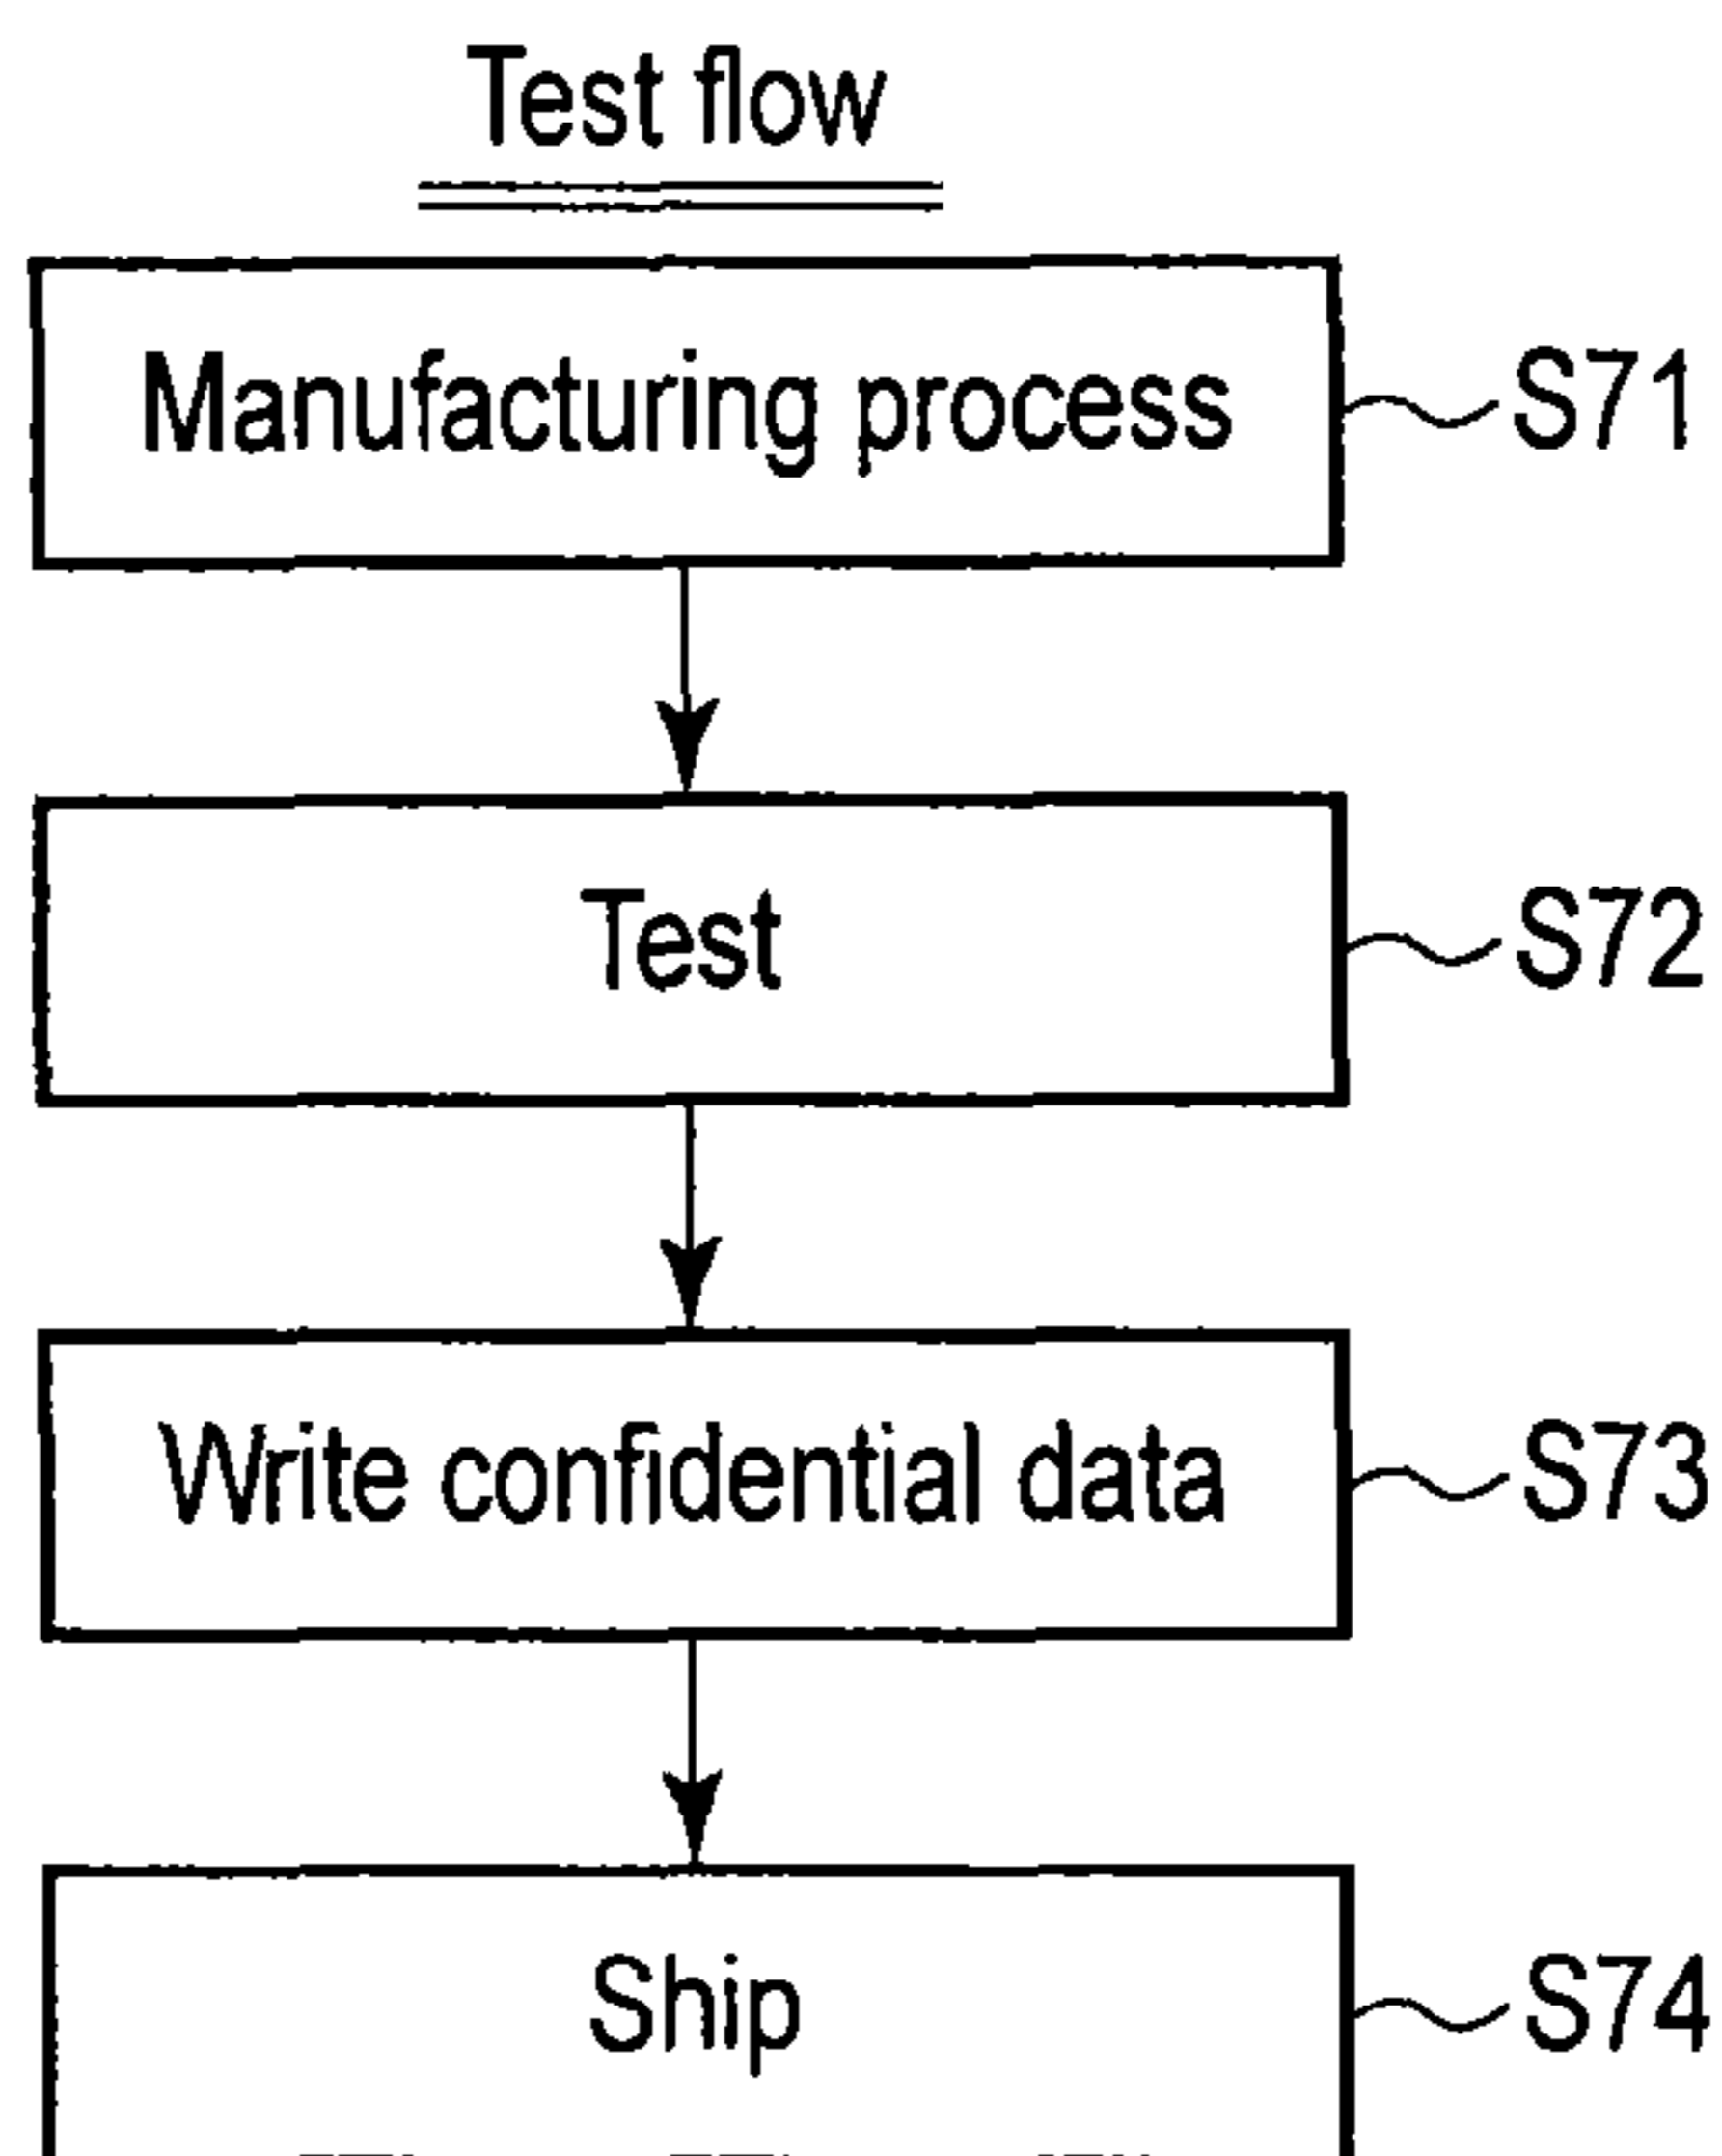 Test flow
Manufacturing process S71
Test S72
Write confidential data S73
Ship S74